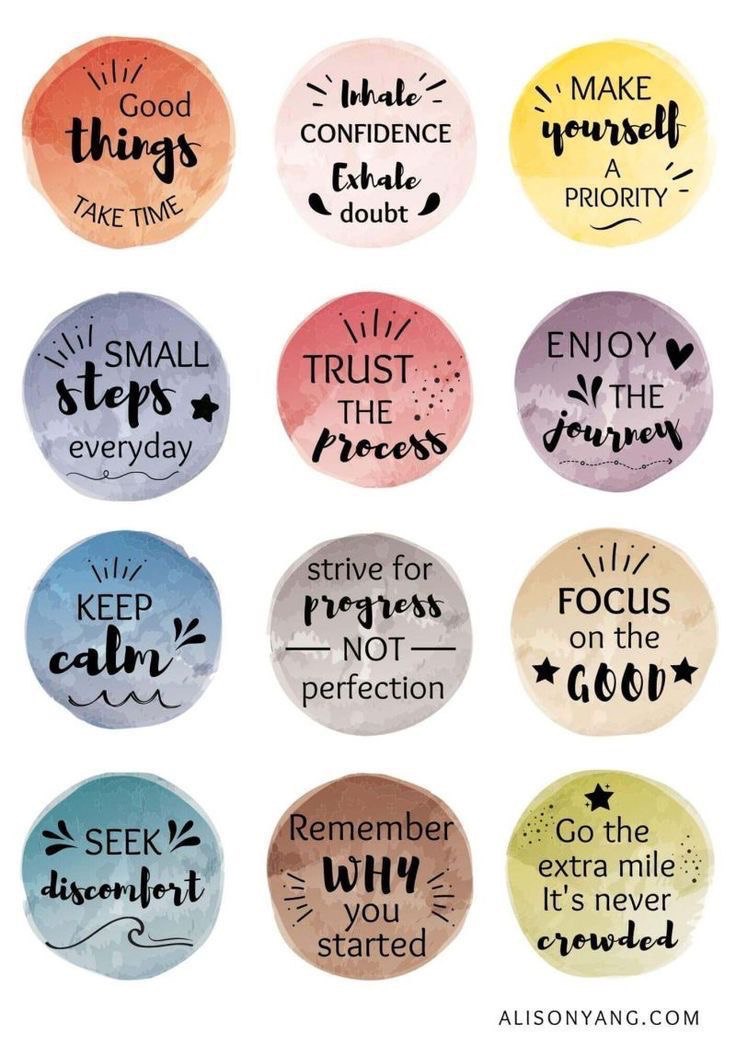 Good
things
TAKE TIME
Inhale
CONFIDENCE
Exhale
doubt
MAKE
yourself
A
PRIORITY
SMALL
steps
everyday
TRUST
THE
process
ENJOY
THE
journey
KEEP
calm
strive for
progress
NOT
perfection
FOCUS
on the
GOOD
SEEK
discomfort
Remember
WHY
you
started
Go the
extra mile
It's never
crowded
ALISONYANG.COM